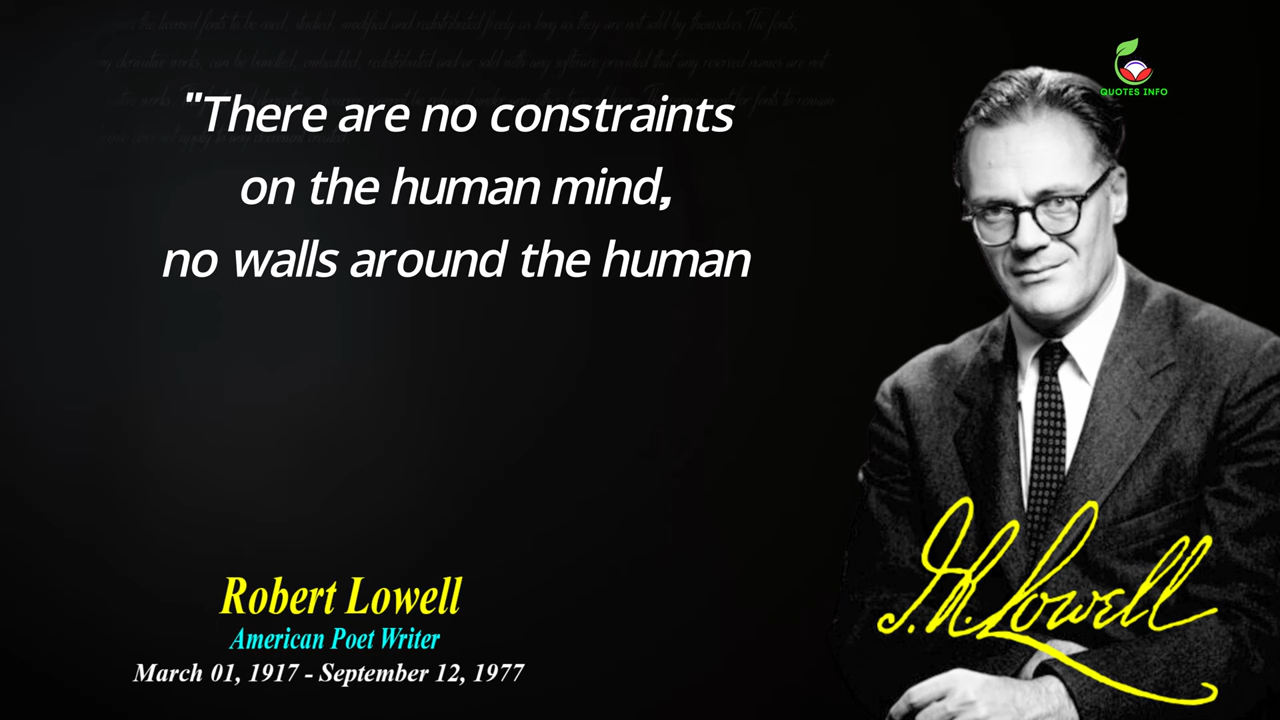 "There are no constraints
on the human mind,
no walls around the human
QUOTES INFO
Robert Lowell
American Poet Writer
March 01, 1917 - September 12, 1977
J. R. Lowell